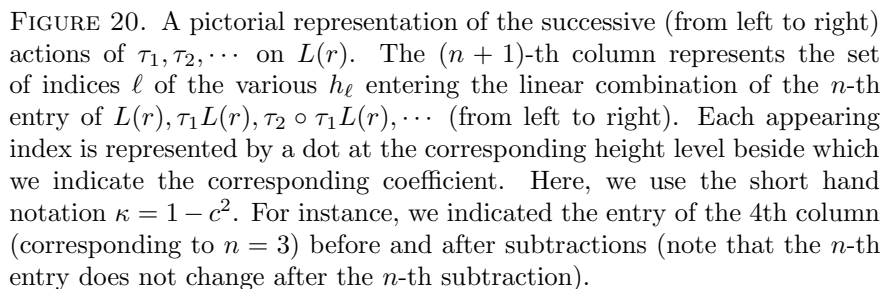 FIGURE 20. A pictorial representation of the successive (from left to right)
actions of τ₁, τ₂, ⋯ on L(r). The (n + 1)-th column represents the set
of indices ℓ of the various h_ℓ entering the linear combination of the n-th
entry of L(r), τ₁L(r), τ₂ ∘ τ₁L(r), ⋯ (from left to right). Each appearing
index is represented by a dot at the corresponding height level beside which
we indicate the corresponding coefficient. Here, we use the short hand
notation κ = 1 − c². For instance, we indicated the entry of the 4th column
(corresponding to n = 3) before and after subtractions (note that the n-th
entry does not change after the n-th subtraction).